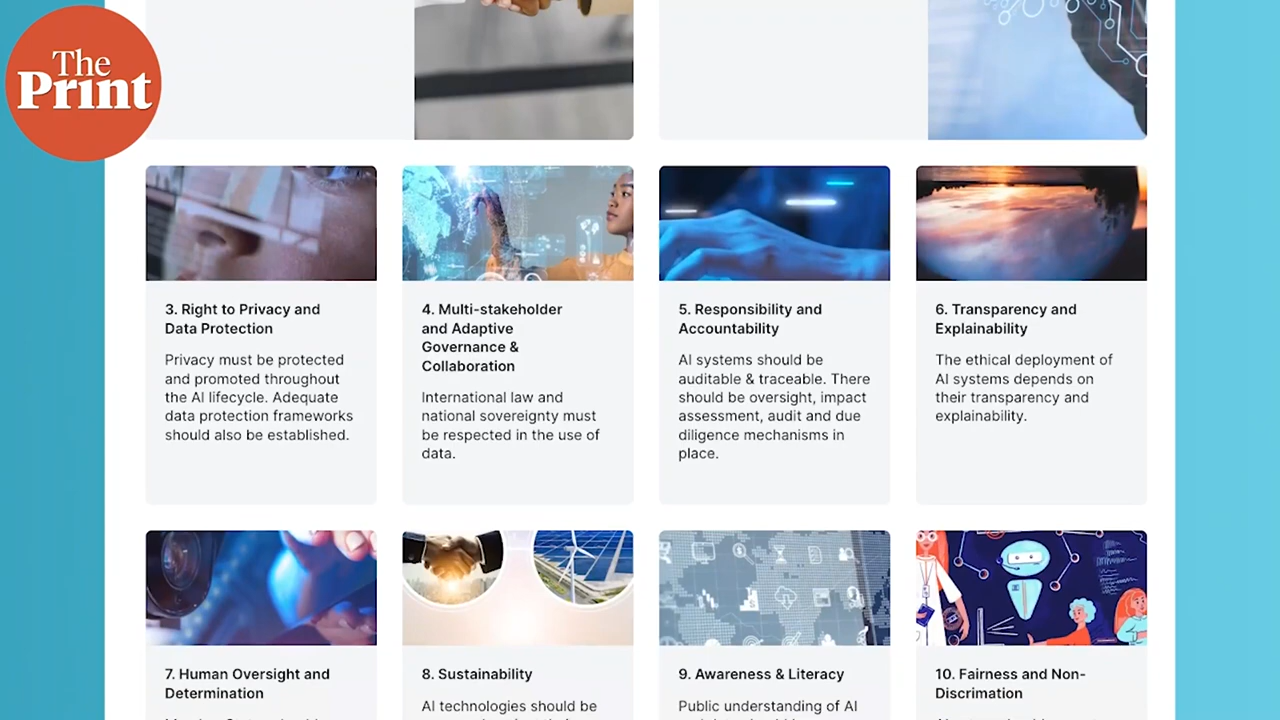 The
Print
3. Right to Privacy and
Data Protection
Privacy must be protected
and promoted throughout
the AI lifecycle. Adequate
data protection frameworks
should also be established.
4. Multi-stakeholder
and Adaptive
Governance &
Collaboration
International law and
national sovereignty must
be respected in the use of
data.
5. Responsibility and
Accountability
AI systems should be
auditable & traceable. There
should be oversight, impact
assessment, audit and due
diligence mechanisms in
place.
6. Transparency and
Explainability
The ethical deployment of
AI systems depends on
their transparency and
explainability.
7. Human Oversight and
Determination
8. Sustainability
AI technologies should be
9. Awareness & Literacy
Public understanding of AI
10. Fairness and Non-
Discrimation